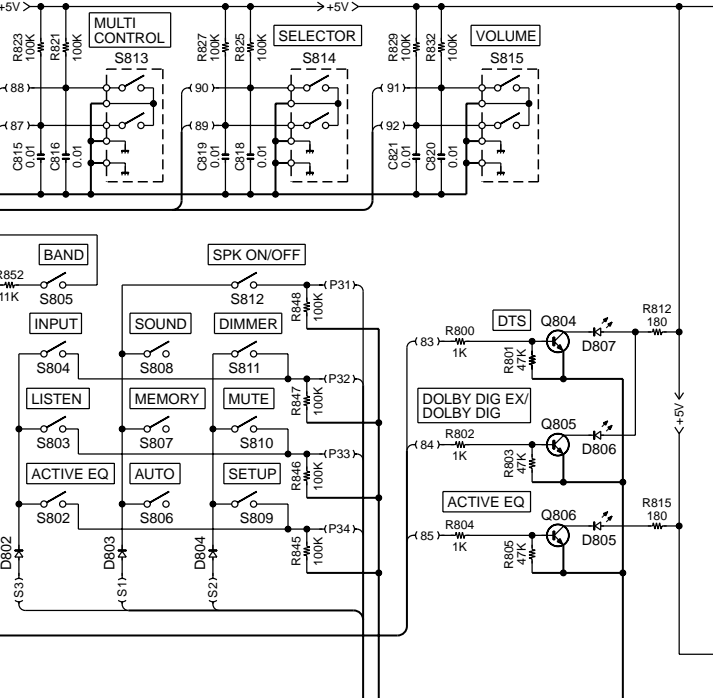 +5V
+5V
MULTI
CONTROL
SELECTOR
VOLUME
R823
100K
R821
100K
S813
R827
100K
R825
100K
S814
R829
100K
R832
100K
S815
88
90
91
87
89
92
C815
0.01
C816
0.01
C819
0.01
C818
0.01
C821
0.01
C820
0.01
BAND
SPK ON/OFF
R852
11K
S805
S812
P31
R848
100K
INPUT
SOUND
DIMMER
S804
S808
S811
P32
R847
100K
LISTEN
MEMORY
MUTE
S803
S807
S810
P33
R846
100K
ACTIVE EQ
AUTO
SETUP
S802
S806
S809
P34
R845
100K
D802
D803
D804
S3
S1
S2
DTS
Q804
R812
180
83
R800
1K
R801
47K
D807
DOLBY DIG EX/
DOLBY DIG
+5V
Q805
84
R802
1K
R803
47K
D806
ACTIVE EQ
Q806
R815
180
85
R804
1K
R805
47K
D805